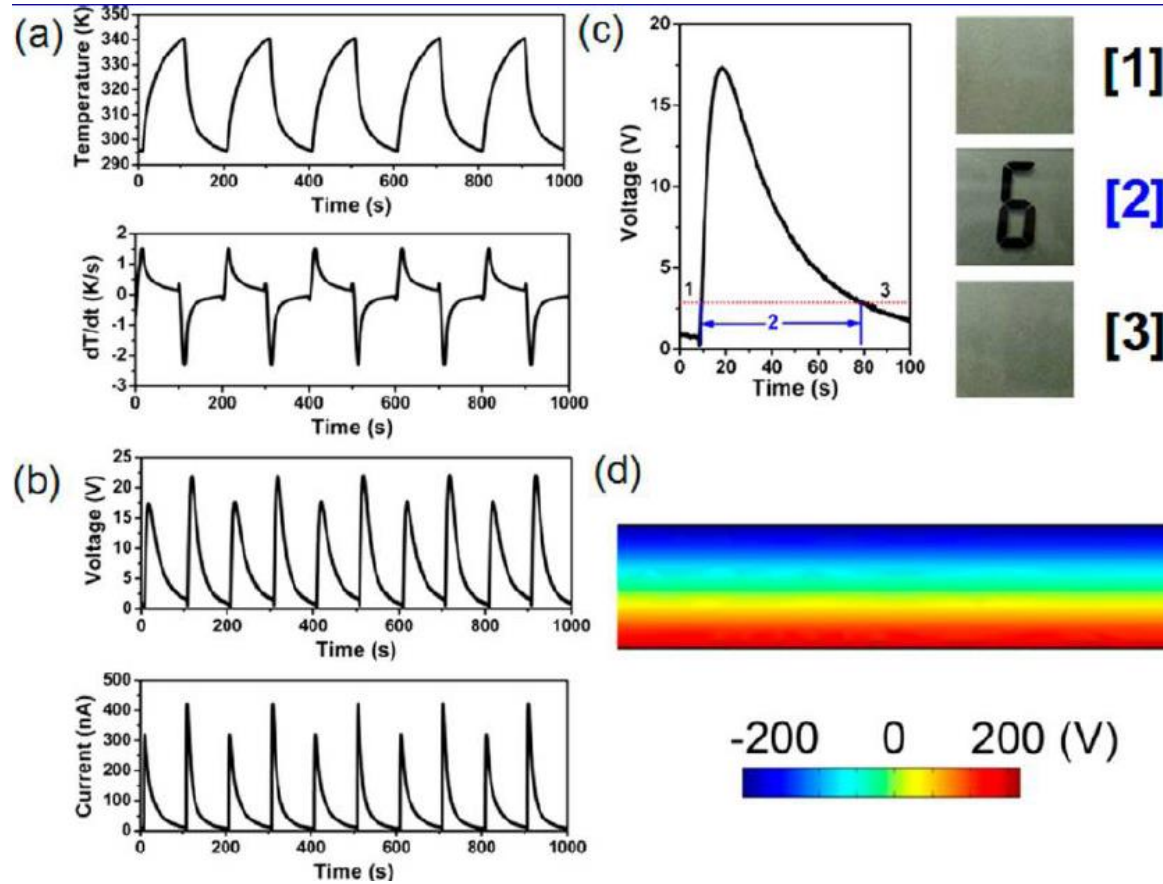 (a)
Temperature (K)
350
340
330
320
310
300
290
0 200 400 600 800 1000
Time (s)
dT/dt (K/s)
2
1
0
-1
-2
-3
0 200 400 600 800 1000
Time (s)
(b)
Voltage (V)
25
20
15
10
5
0
0 200 400 600 800 1000
Time (s)
Current (nA)
500
400
300
200
100
0
0 200 400 600 800 1000
Time (s)
(c)
Voltage (V)
20
15
10
5
0
1 2 3
0 20 40 60 80 100
Time (s)
[1]
6
[2]
[3]
(d)
-200 0 200 (V)